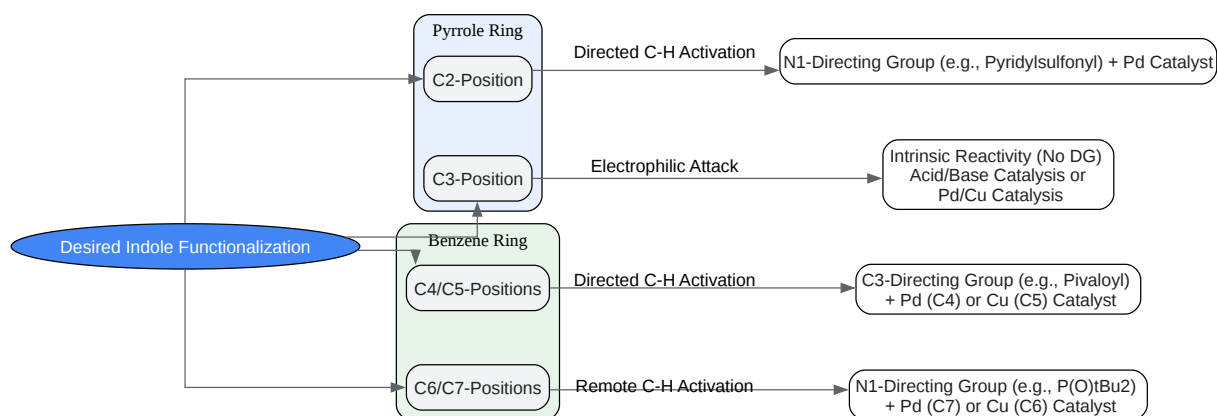 Pyrrole Ring
Directed C-H Activation
C2-Position
N1-Directing Group (e.g., Pyridylsulfonyl) + Pd Catalyst
Electrophilic Attack
C3-Position
Intrinsic Reactivity (No DG)
Acid/Base Catalysis or
Pd/Cu Catalysis
Desired Indole Functionalization
Benzene Ring
Directed C-H Activation
C4/C5-Positions
C3-Directing Group (e.g., Pivaloyl)
+ Pd (C4) or Cu (C5) Catalyst
Remote C-H Activation
C6/C7-Positions
N1-Directing Group (e.g., P(O)tBu2)
+ Pd (C7) or Cu (C6) Catalyst